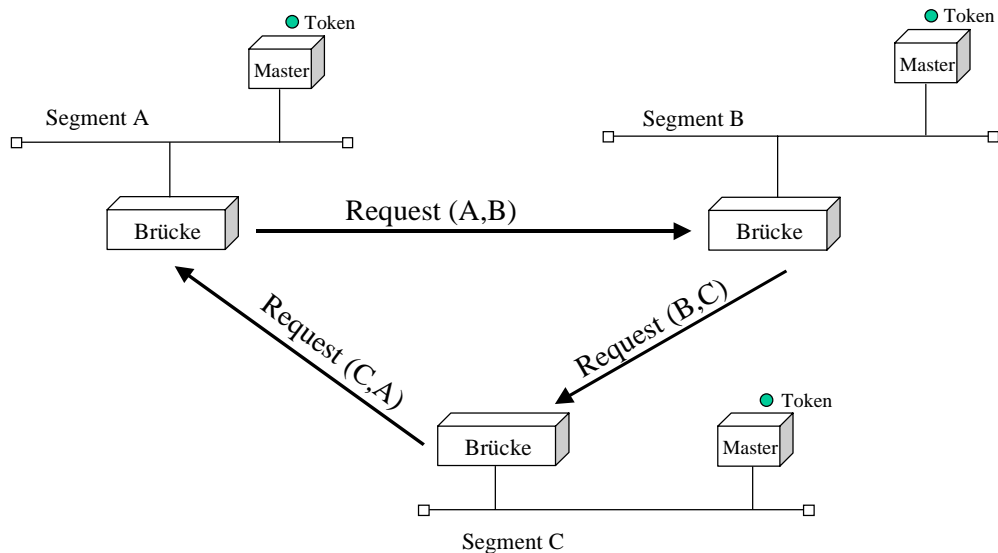 Token
Master
Segment A
Brücke
Token
Master
Segment B
Brücke
Request (A,B)
Request (B,C)
Request (C,A)
Brücke
Token
Master
Segment C